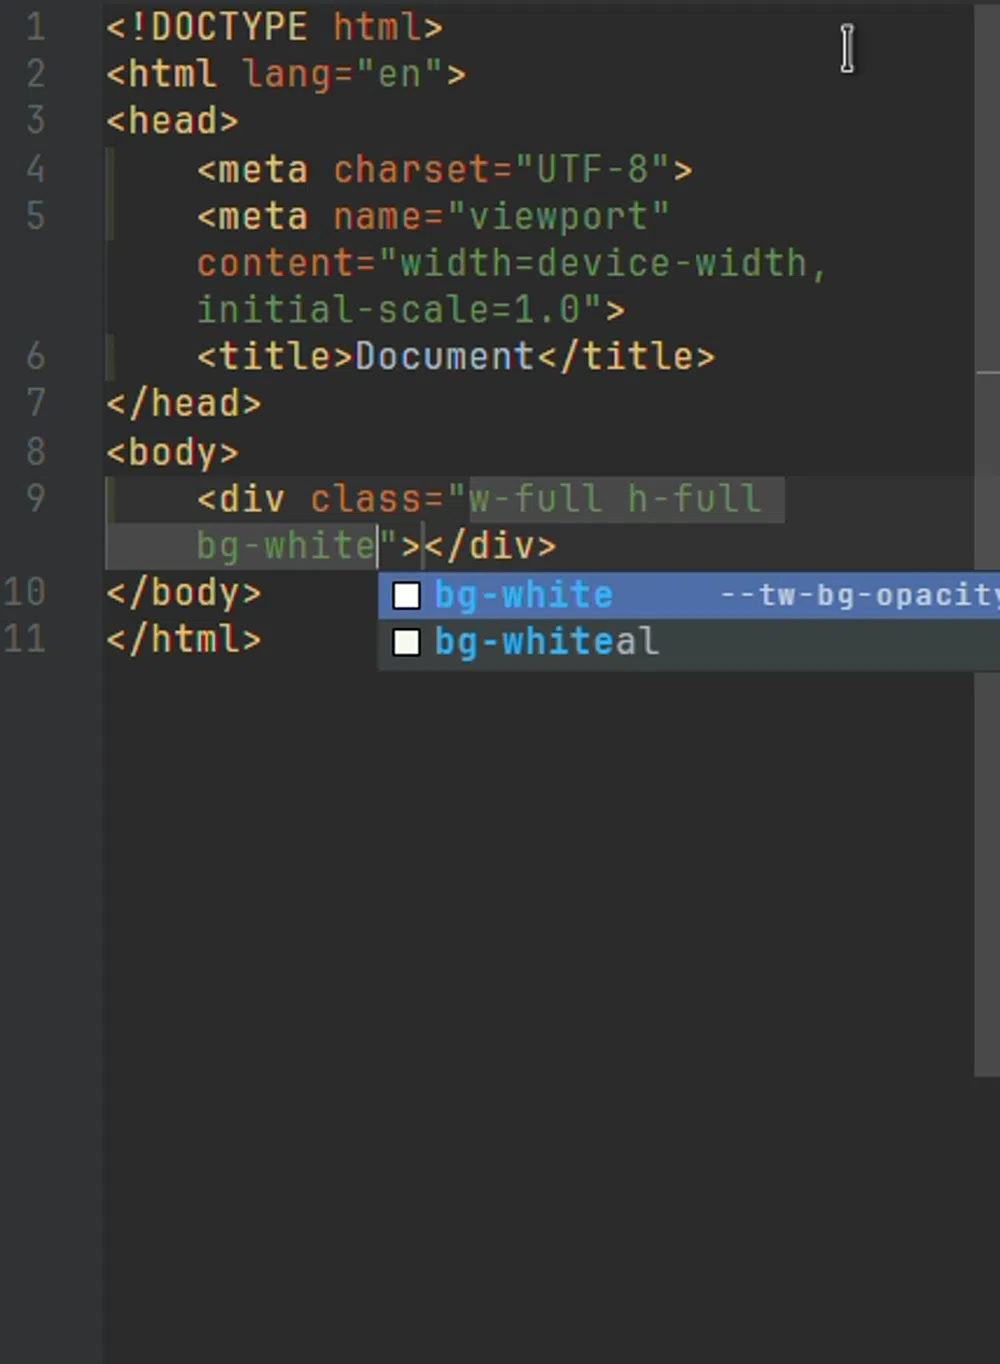 1 <!DOCTYPE html>
2 <html lang="en">
3 <head>
4 <meta charset="UTF-8">
5 <meta name="viewport"
content="width=device-width,
initial-scale=1.0">
6 <title>Document</title>
7 </head>
8 <body>
9 <div class="w-full h-full
bg-white"></div>
10 </body>
bg-white --tw-bg-opacity
11 </html>
bg-whiteal